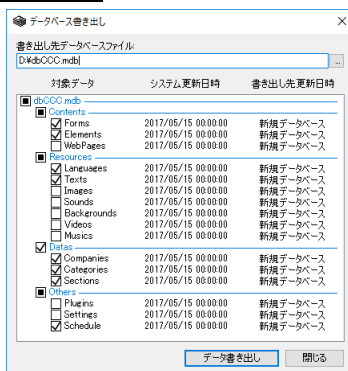 データベース書き出し
書き出し先データベースファイル:
D:¥dbCCC.mdb
...
対象データ システム更新日時 書き出し先更新日時
dbCCC.mdb
Contents
Forms 2017/05/15 00:00:00 新規データベース
Elements 2017/05/15 00:00:00 新規データベース
WebPages 2017/05/15 00:00:00 新規データベース
Resources
Languages 2017/05/15 00:00:00 新規データベース
Texts 2017/05/15 00:00:00 新規データベース
Images 2017/05/15 00:00:00 新規データベース
Sounds 2017/05/15 00:00:00 新規データベース
Backgrounds 2017/05/15 00:00:00 新規データベース
Videos 2017/05/15 00:00:00 新規データベース
Musics 2017/05/15 00:00:00 新規データベース
Datas
Companies 2017/05/15 00:00:00 新規データベース
Categories 2017/05/15 00:00:00 新規データベース
Sections 2017/05/15 00:00:00 新規データベース
Others
Plugins 2017/05/15 00:00:00 新規データベース
Settings 2017/05/15 00:00:00 新規データベース
Schedule 2017/05/15 00:00:00 新規データベース
データ書き出し 閉じる